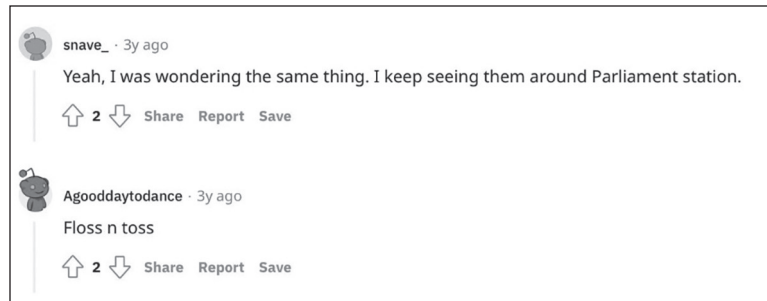 snave_ · 3y ago
Yeah, I was wondering the same thing. I keep seeing them around Parliament station.
2 Share Report Save
Agooddaytodance · 3y ago
Floss n toss
2 Share Report Save